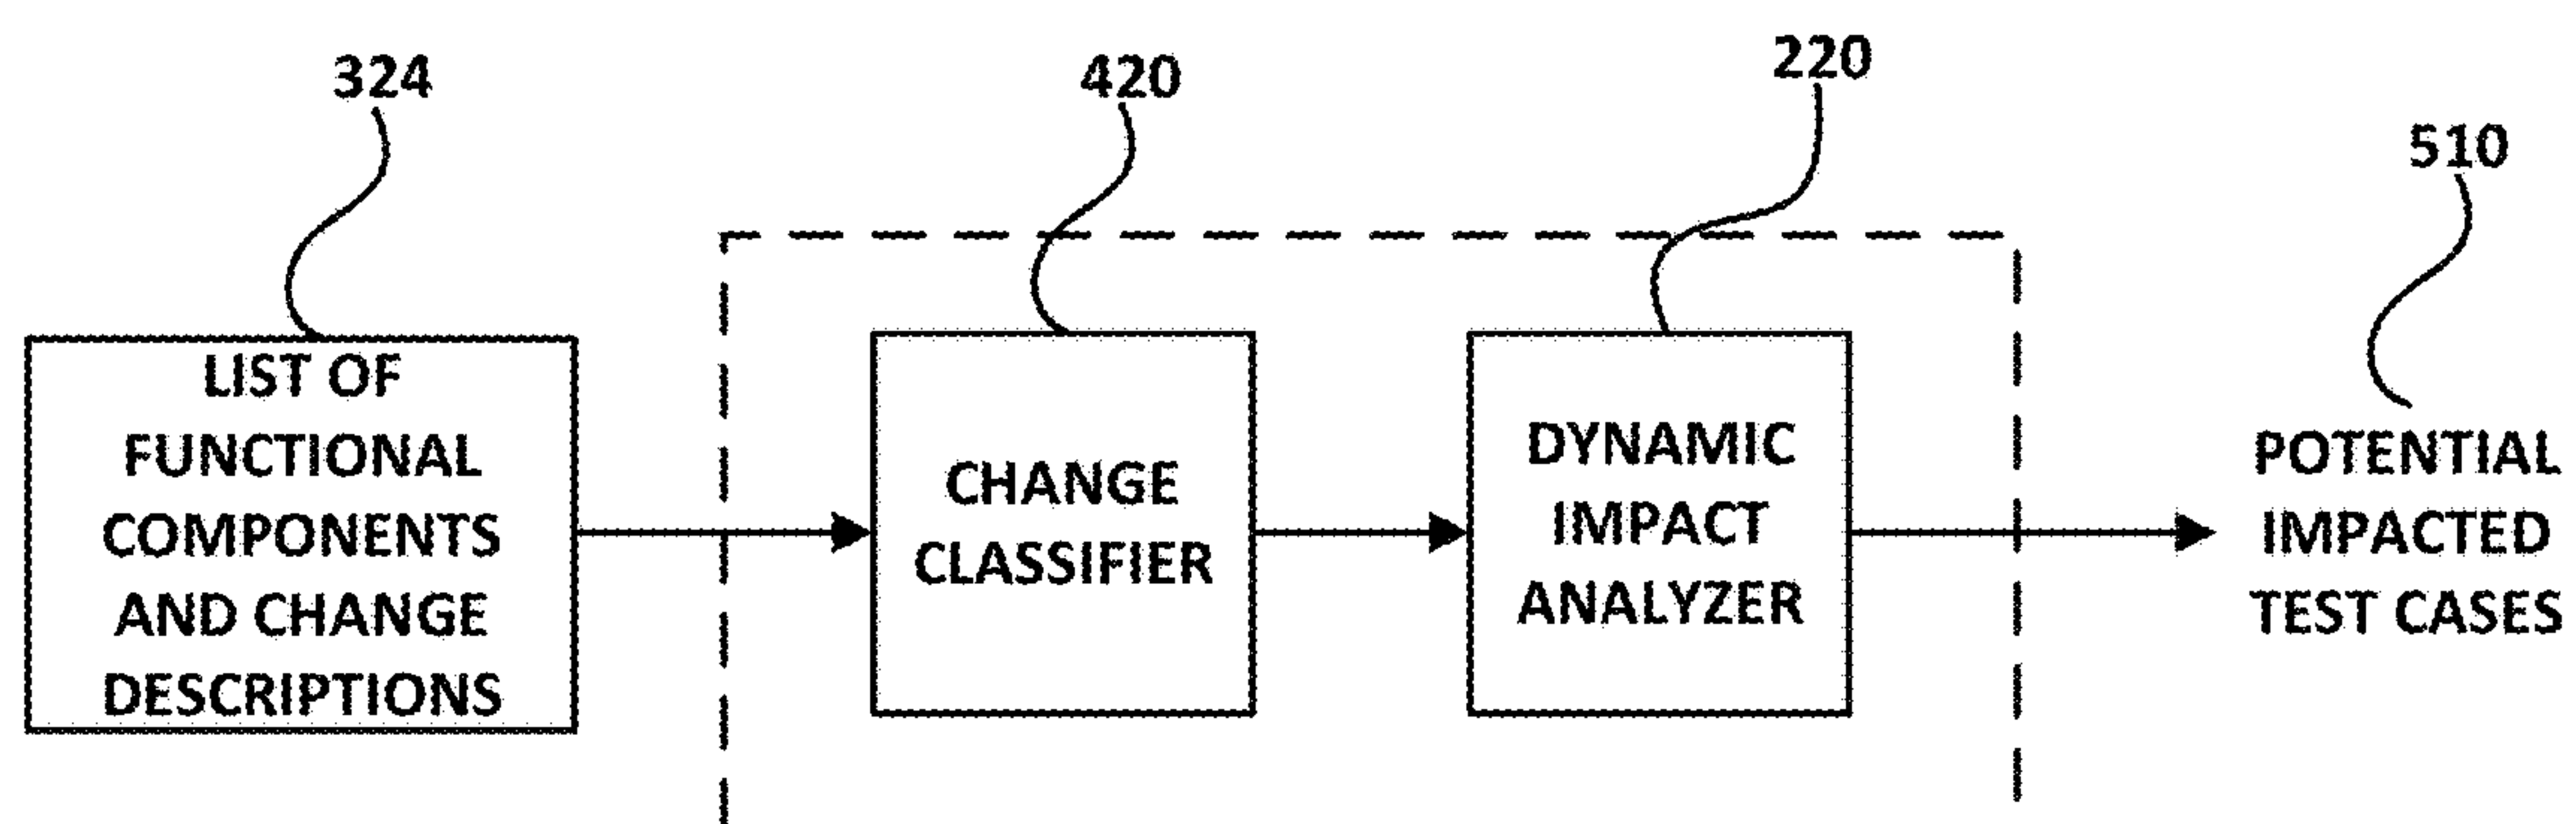 324
420
220
510
LIST OF
FUNCTIONAL
COMPONENTS
AND CHANGE
DESCRIPTIONS
CHANGE
CLASSIFIER
DYNAMIC
IMPACT
ANALYZER
POTENTIAL
IMPACTED
TEST CASES